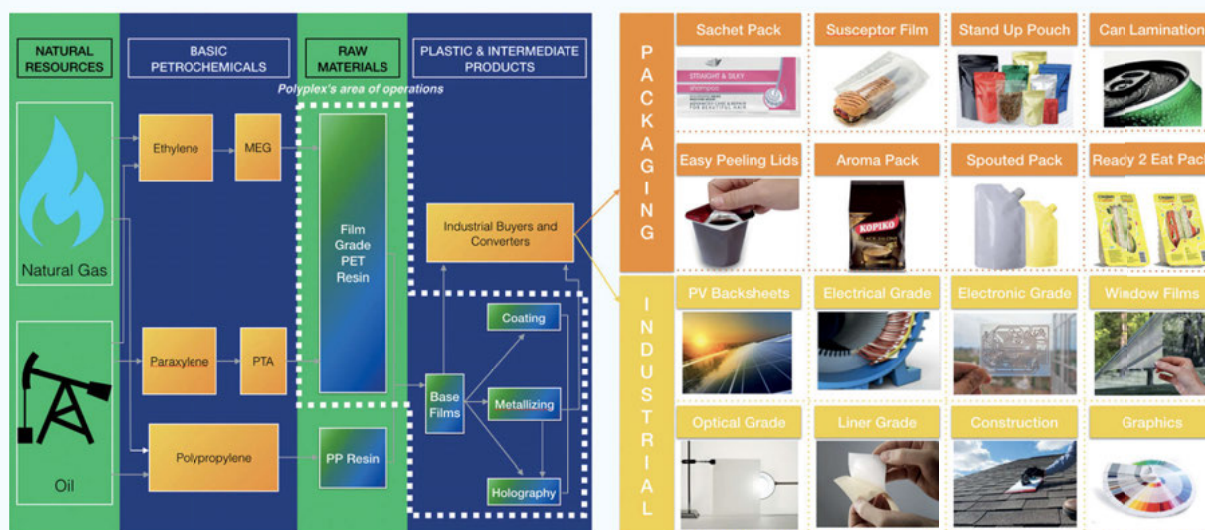 NATURAL
RESOURCES
BASIC
PETROCHEMICALS
RAW
MATERIALS
PLASTIC & INTERMEDIATE
PRODUCTS
Polyplex's area of operations
Natural Gas
Oil
Ethylene
MEG
Paraxylene
PTA
Polypropylene
Film
Grade
PET
Resin
PP Resin
Industrial Buyers and
Converters
Base
Films
Coating
Metallizing
Holography
PACKAGING
Sachet Pack
Susceptor Film
Stand Up Pouch
Can Lamination
STRAIGHT & SILKY
shampoo
Easy Peeling Lids
Aroma Pack
Spouted Pack
Ready 2 Eat Pack
KOPIKO
INDUSTRIAL
PV Backsheets
Electrical Grade
Electronic Grade
Window Films
Optical Grade
Liner Grade
Construction
Graphics